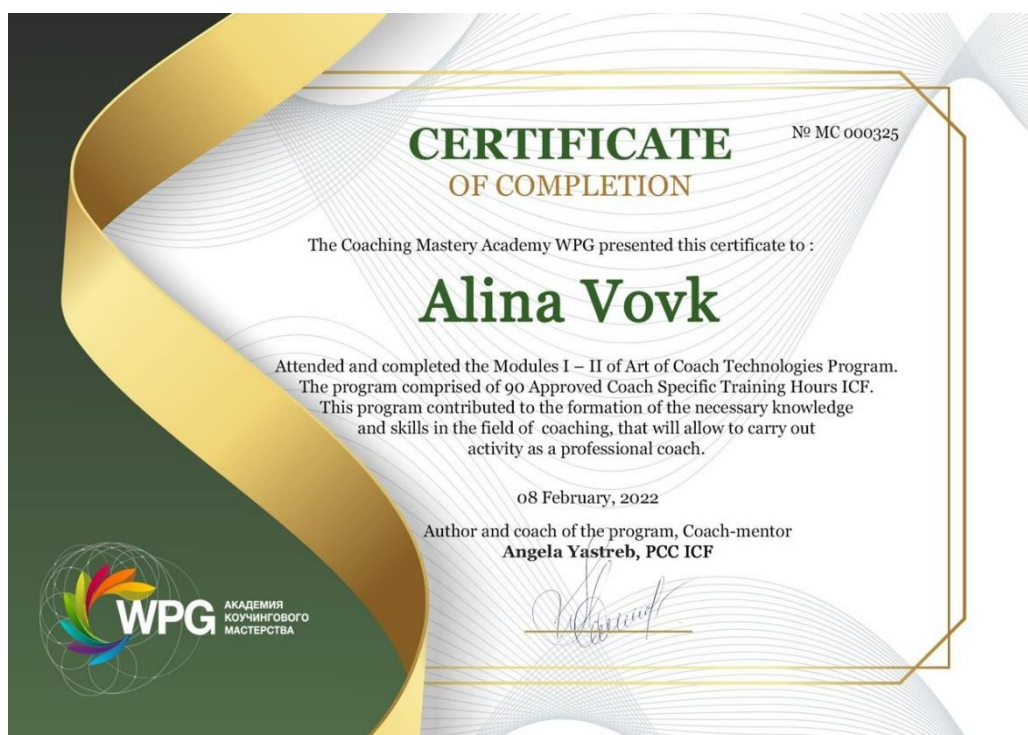 CERTIFICATE
№ MC 000325
OF COMPLETION
The Coaching Mastery Academy WPG presented this certificate to :
Alina Vovk
Attended and completed the Modules I – II of Art of Coach Technologies Program.
The program comprised of 90 Approved Coach Specific Training Hours ICF.
This program contributed to the formation of the necessary knowledge
and skills in the field of coaching, that will allow to carry out
activity as a professional coach.
08 February, 2022
Author and coach of the program, Coach-mentor
Angela Yastreb, PCC ICF
WPG
АКАДЕМИЯ
КОУЧИНГОВОГО
МАСТЕРСТВА